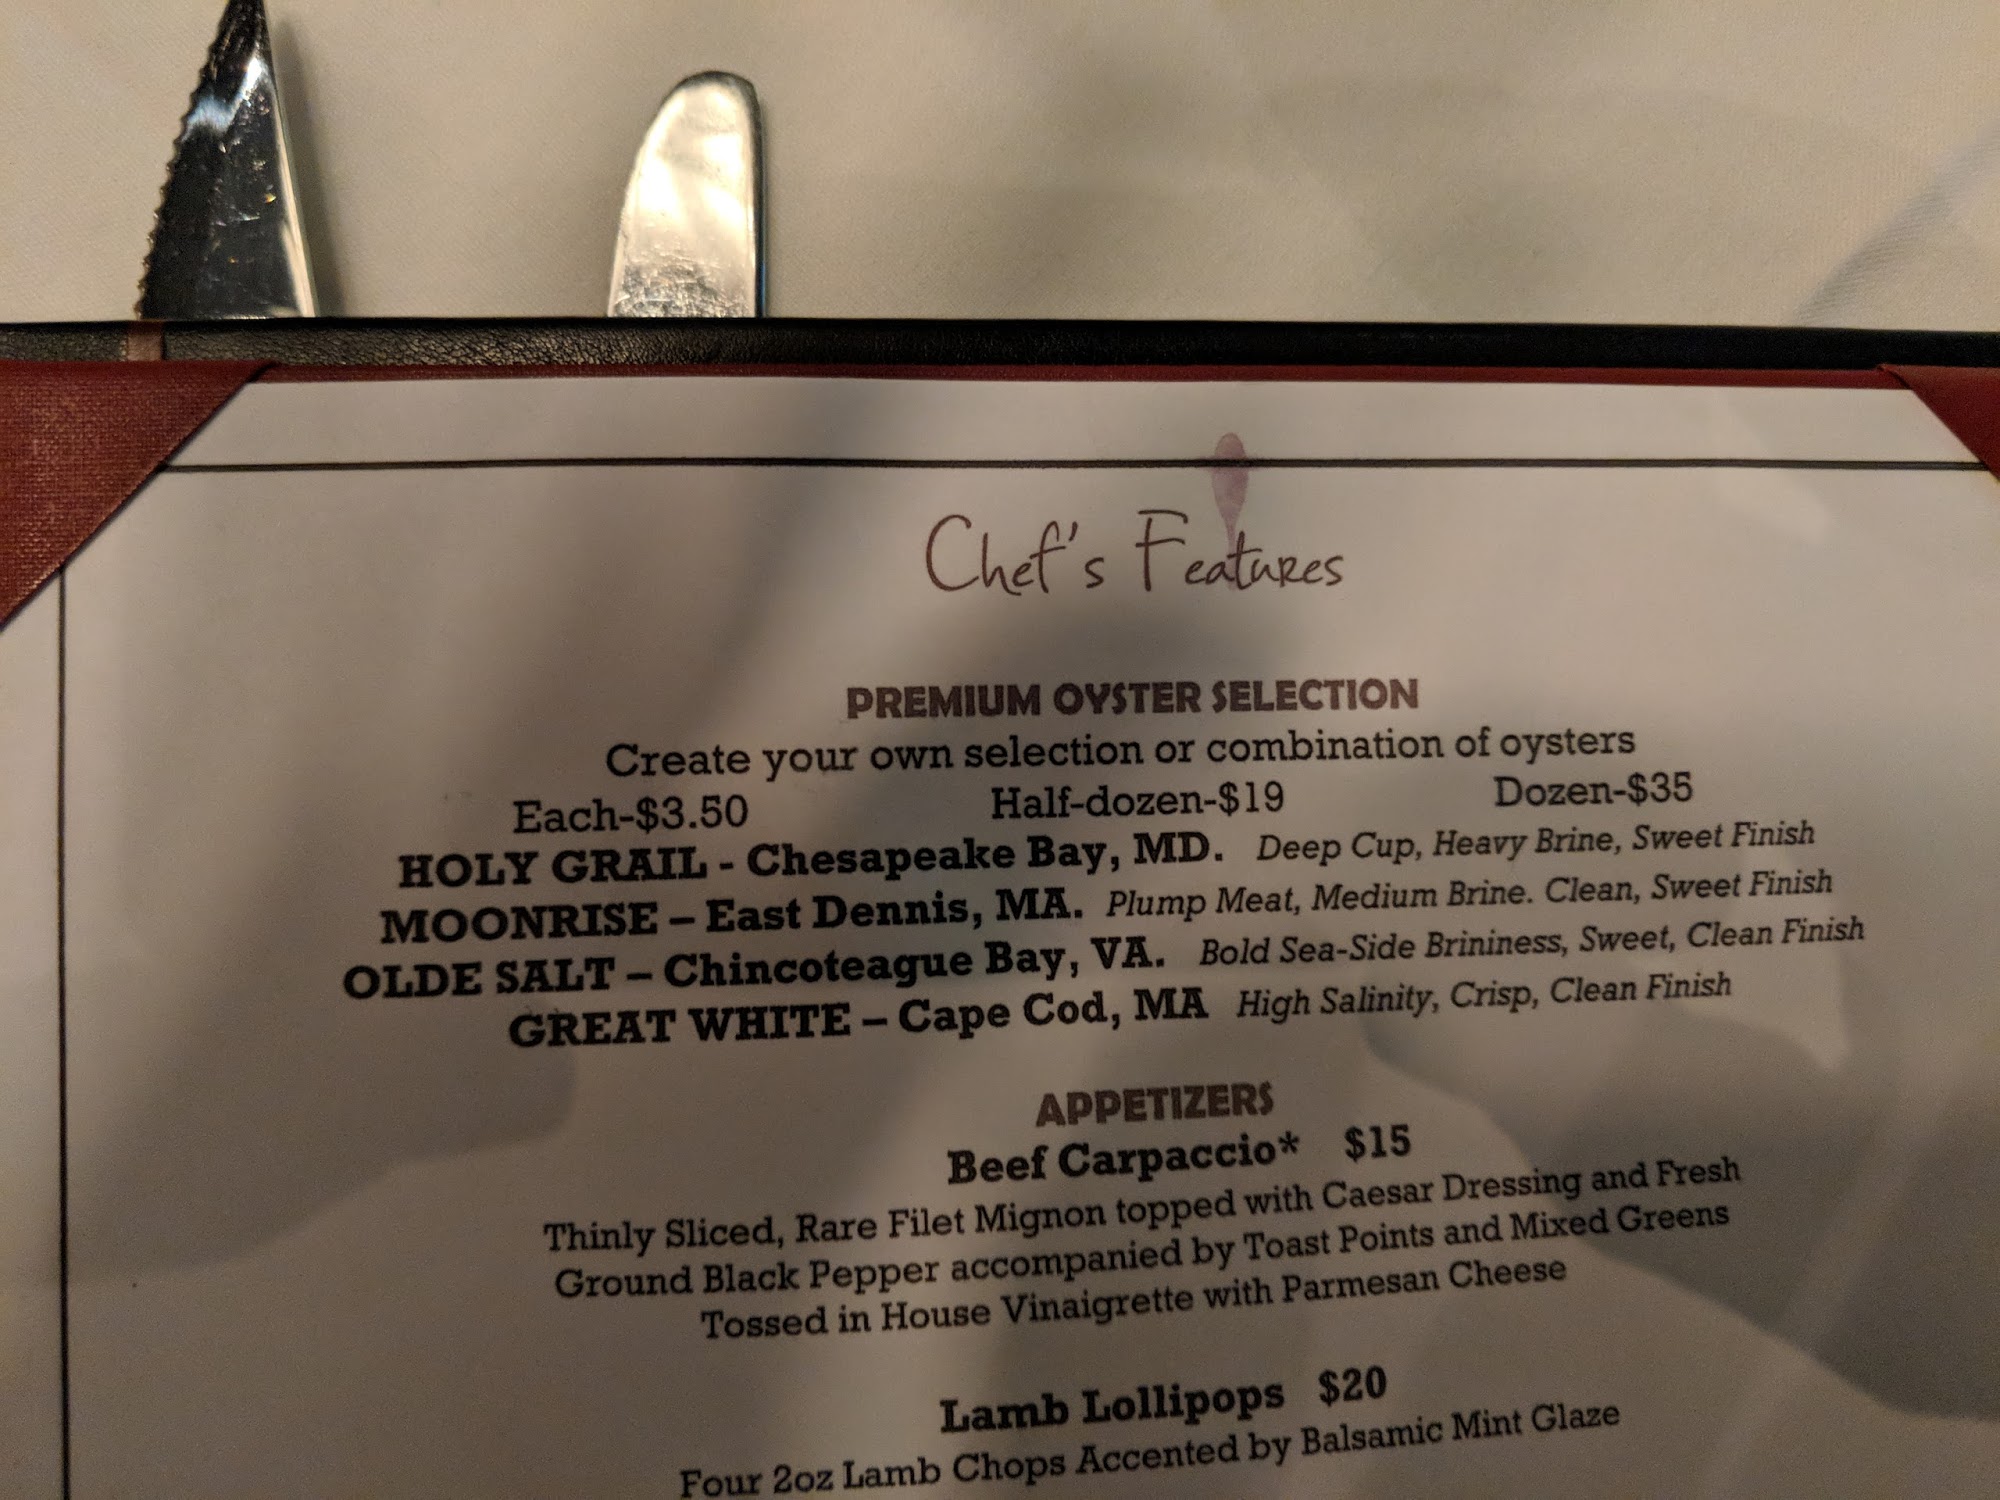 Chef's Features
PREMIUM OYSTER SELECTION
Create your own selection or combination of oysters
Each-$3.50 Half-dozen-$19 Dozen-$35
HOLY GRAIL - Chesapeake Bay, MD. Deep Cup, Heavy Brine, Sweet Finish
MOONRISE – East Dennis, MA. Plump Meat, Medium Brine. Clean, Sweet Finish
OLDE SALT – Chincoteague Bay, VA. Bold Sea-Side Brininess, Sweet, Clean Finish
GREAT WHITE – Cape Cod, MA High Salinity, Crisp, Clean Finish
APPETIZERS
Beef Carpaccio* $15
Thinly Sliced, Rare Filet Mignon topped with Caesar Dressing and Fresh
Ground Black Pepper accompanied by Toast Points and Mixed Greens
Tossed in House Vinaigrette with Parmesan Cheese
Lamb Lollipops $20
Four 2oz Lamb Chops Accented by Balsamic Mint Glaze